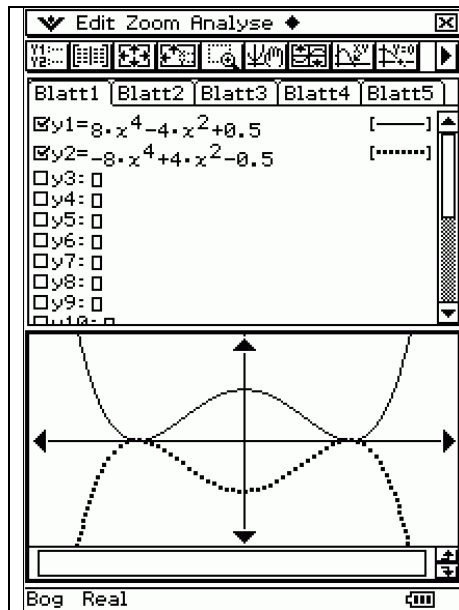 Edit Zoom Analyse
Blatt1 Blatt2 Blatt3 Blatt4 Blatt5
y1=8·x^4-4·x^2+0.5 [——]
y2=-8·x^4+4·x^2-0.5 [········]
y3:▯
y4:▯
y5:▯
y6:▯
y7:▯
y8:▯
y9:▯
y10:▯
Bog Real